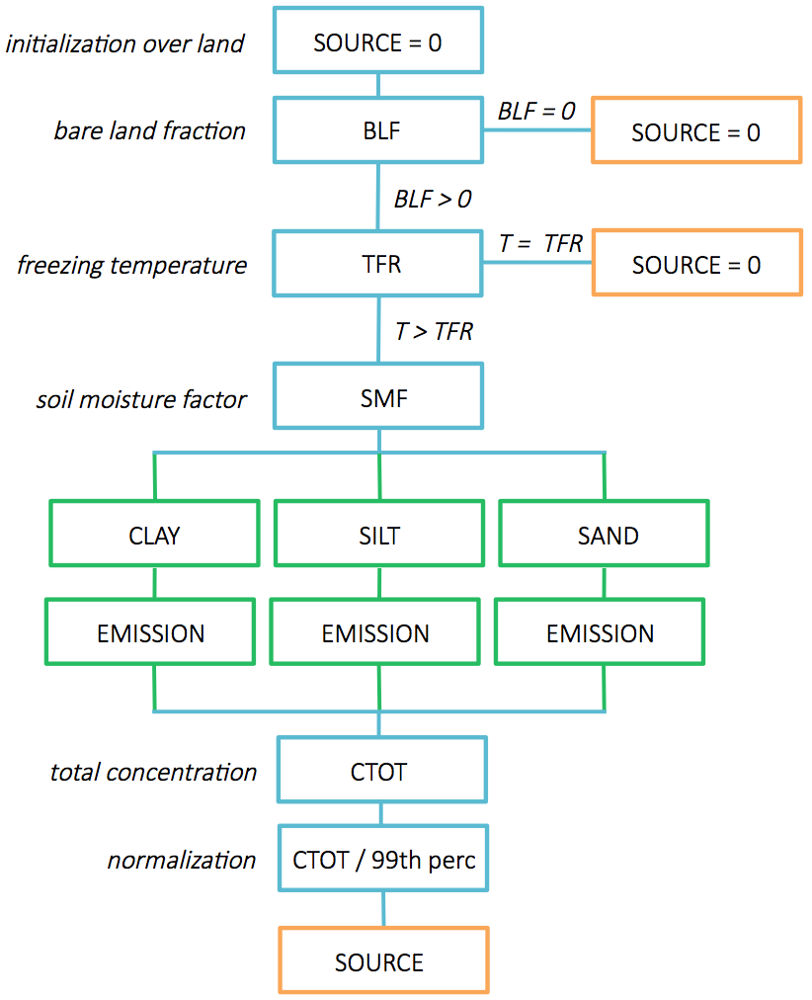 initialization over land
SOURCE = 0
bare land fraction
BLF
BLF = 0
SOURCE = 0
BLF > 0
freezing temperature
TFR
T = TFR
SOURCE = 0
T > TFR
soil moisture factor
SMF
CLAY
SILT
SAND
EMISSION
EMISSION
EMISSION
total concentration
CTOT
normalization
CTOT / 99th perc
SOURCE